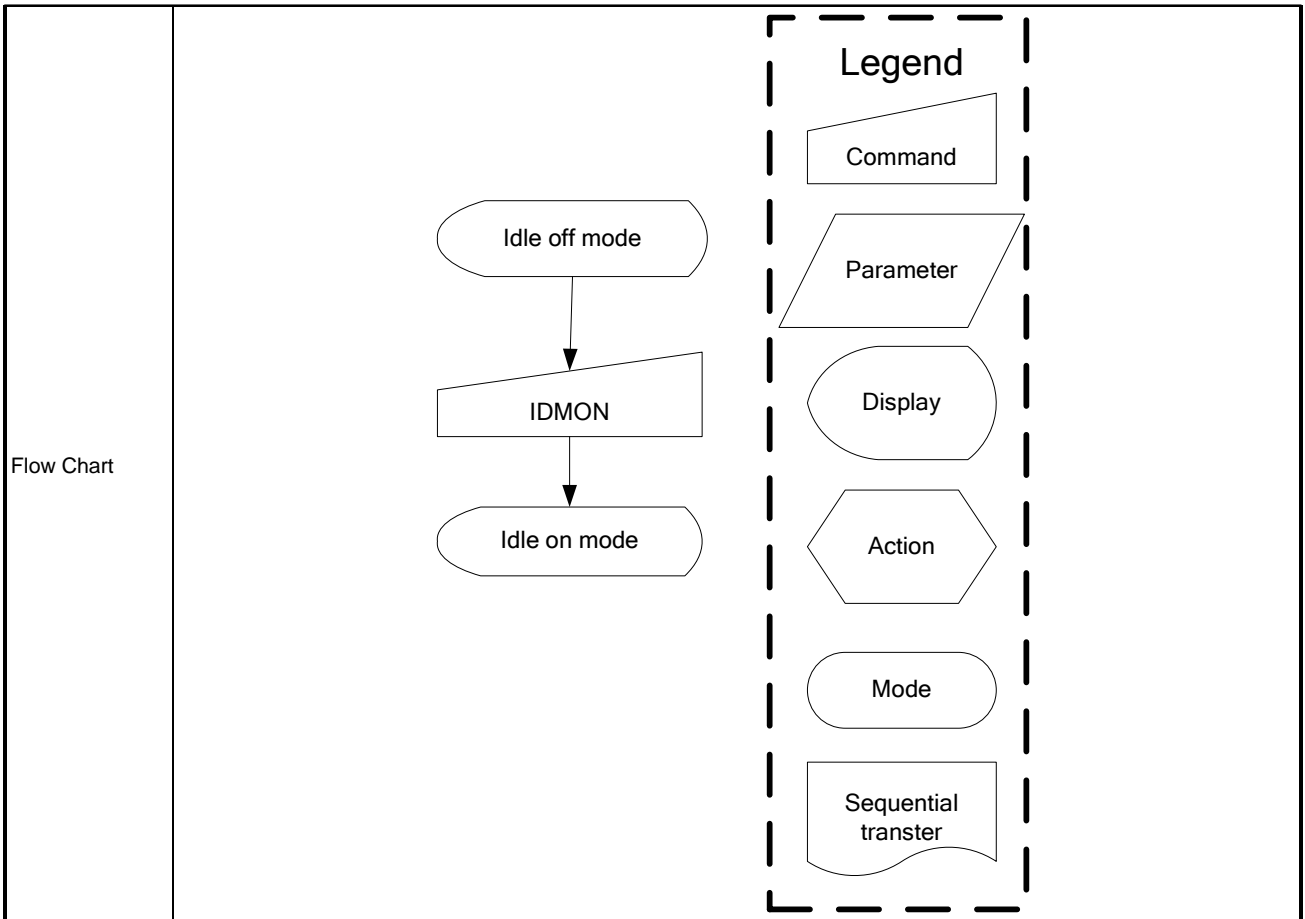 Flow Chart
Idle off mode
IDMON
Idle on mode
Legend
Command
Parameter
Display
Action
Mode
Sequential
transter